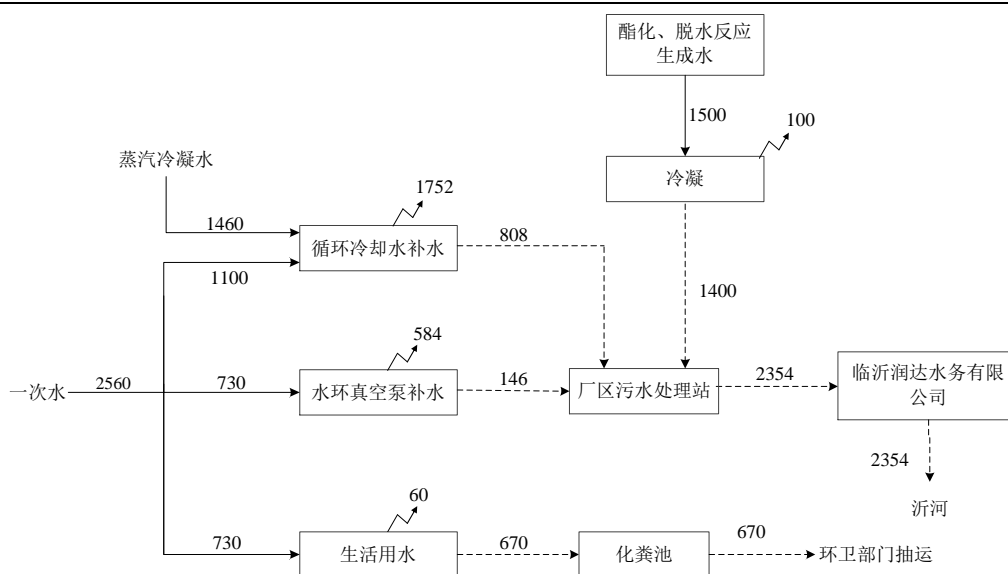 酯化、脱水反应
生成水
1500
100
蒸汽冷凝水
冷凝
1752
1460
循环冷却水补水
808
1100
1400
584
一次水
2560
730
水环真空泵补水
146
厂区污水处理站
2354
临沂润达水务有限
公司
2354
沂河
60
730
生活用水
670
化粪池
670
环卫部门抽运